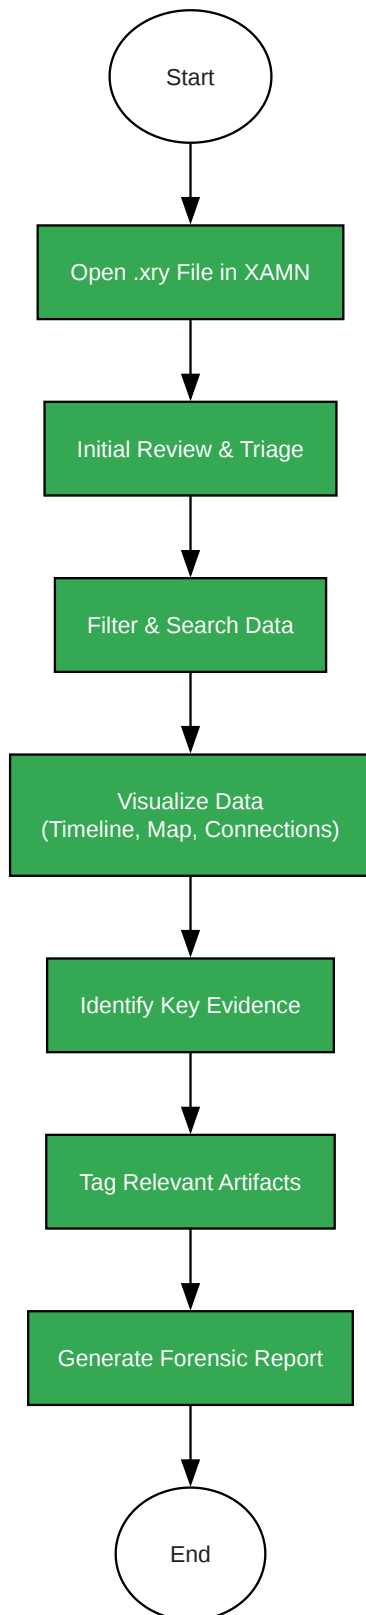 Start
Open .xry File in XAMN
Initial Review & Triage
Filter & Search Data
Visualize Data
(Timeline, Map, Connections)
Identify Key Evidence
Tag Relevant Artifacts
Generate Forensic Report
End